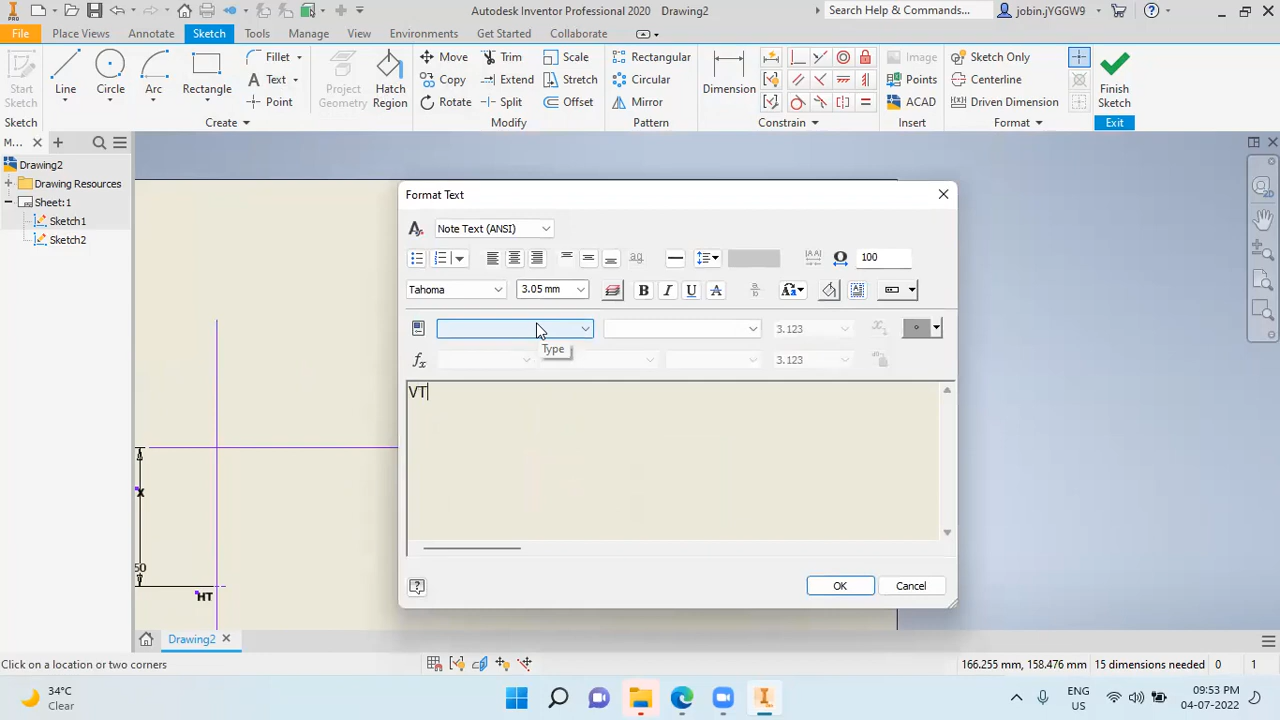 Autodesk Inventor Professional 2020 Drawing2
Search Help & Commands...
jobin.jYGGW9
PRO
File Place Views Annotate Sketch Tools Manage View Environments Get Started Collaborate
Start Sketch
Line
Circle
Arc
Rectangle
Fillet
Text
Point
Project Geometry
Hatch Region
Move
Copy
Rotate
Trim
Extend
Split
Scale
Stretch
Offset
Rectangular
Circular
Mirror
Dimension
Image
Points
ACAD
Sketch Only
Centerline
Driven Dimension
Finish Sketch
Sketch
Create
Modify
Pattern
Constrain
Insert
Format
Exit
M...
Drawing2
Drawing Resources
Sheet:1
Sketch1
Sketch2
Format Text
Note Text (ANSI)
100
Tahoma
3.05 mm
3.123
Type
3.123
VT
X
50
HT
OK
Cancel
Drawing2
Click on a location or two corners
166.255 mm, 158.476 mm
15 dimensions needed
0
1
34°C
Clear
ENG
US
09:53 PM
04-07-2022